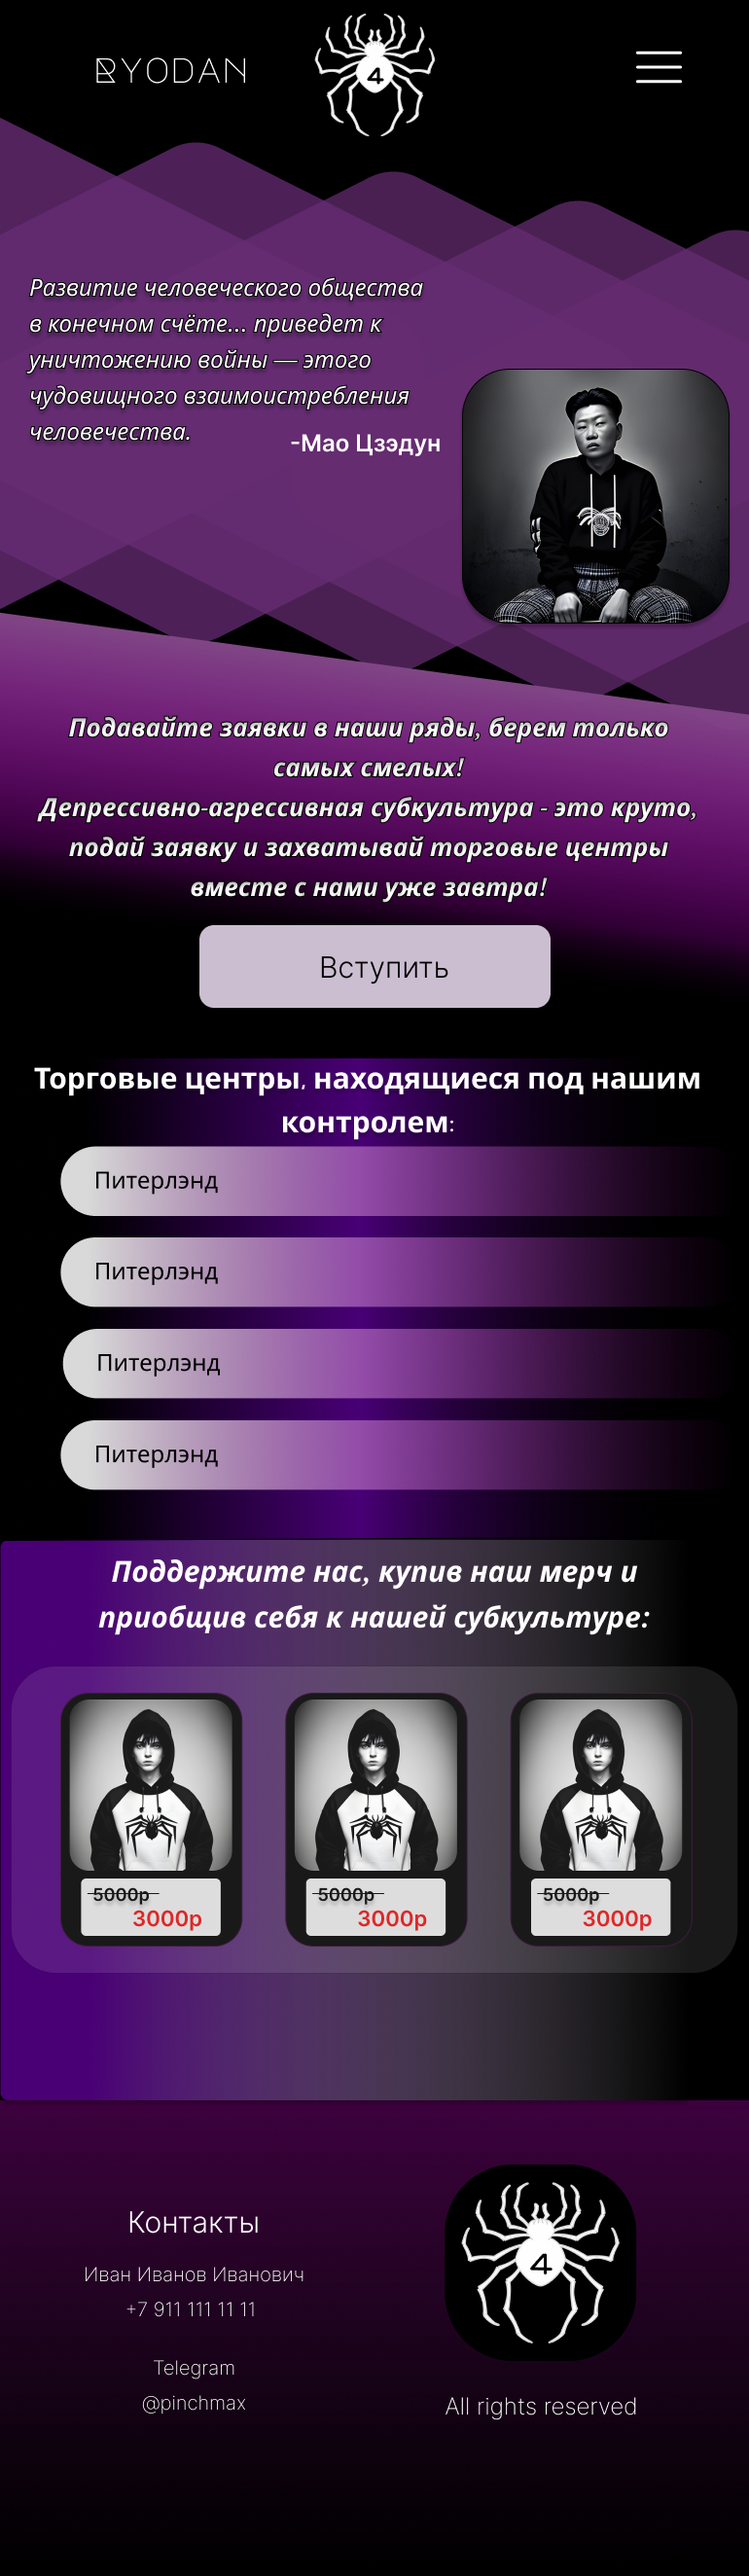 RYODAN
4
Развитие человеческого общества
в конечном счёте... приведет к
уничтожению войны — этого
чудовищного взаимоистребления
человечества.
-Мао Цзэдун
Подавайте заявки в наши ряды, берем только
самых смелых!
Депрессивно-агрессивная субкультура - это круто,
подай заявку и захватывай торговые центры
вместе с нами уже завтра!
Вступить
Торговые центры, находящиеся под нашим
контролем:
Питерлэнд
Питерлэнд
Питерлэнд
Питерлэнд
Поддержите нас, купив наш мерч и
приобщив себя к нашей субкультуре:
5000р
3000р
5000р
3000р
5000р
3000р
Контакты
Иван Иванов Иванович
+7 911 111 11 11
Telegram
@pinchmax
4
All rights reserved